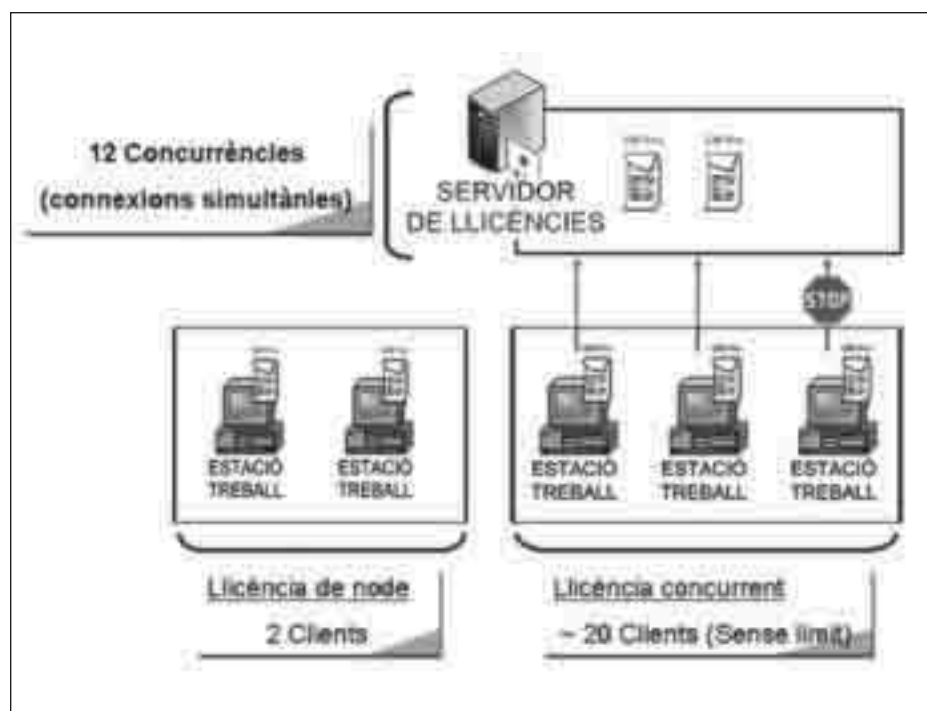 12 Concurrències
(connexions simultànies)
SERVIDOR
DE LLICÈNCIES
STOP
ESTACIÓ
TREBALL
ESTACIÓ
TREBALL
ESTACIÓ
TREBALL
ESTACIÓ
TREBALL
ESTACIÓ
TREBALL
Llicència de node
2 Clients
Llicència concurrent
~ 20 Clients (Sense límit)